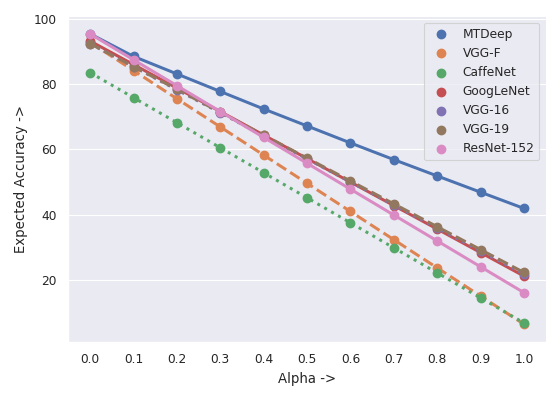 100
80
60
40
20
Expected Accuracy ->
MTDeep
VGG-F
CaffeNet
GoogLeNet
VGG-16
VGG-19
ResNet-152
0.0 0.1 0.2 0.3 0.4 0.5 0.6 0.7 0.8 0.9 1.0
Alpha ->